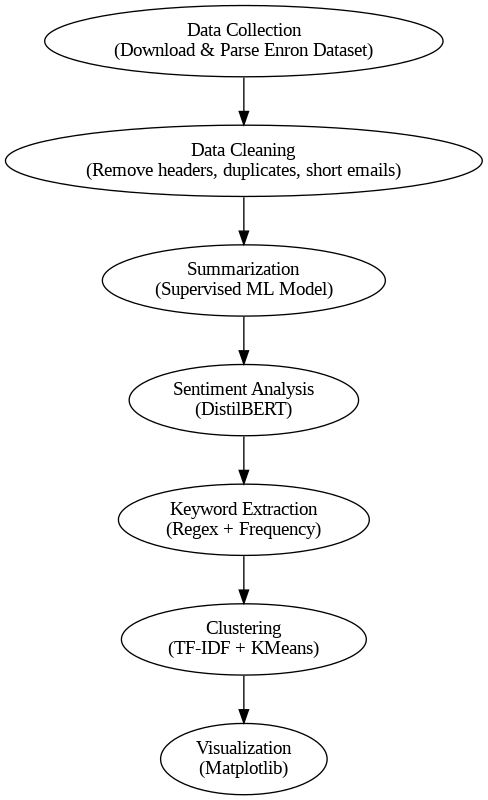 Data Collection
(Download & Parse Enron Dataset)
Data Cleaning
(Remove headers, duplicates, short emails)
Summarization
(Supervised ML Model)
Sentiment Analysis
(DistilBERT)
Keyword Extraction
(Regex + Frequency)
Clustering
(TF-IDF + KMeans)
Visualization
(Matplotlib)